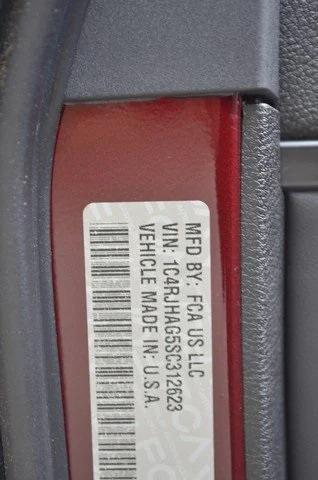 MFD BY: FCA US LLC
VIN: 1C4RJHAG5SC312623
VEHICLE MADE IN: U.S.A.